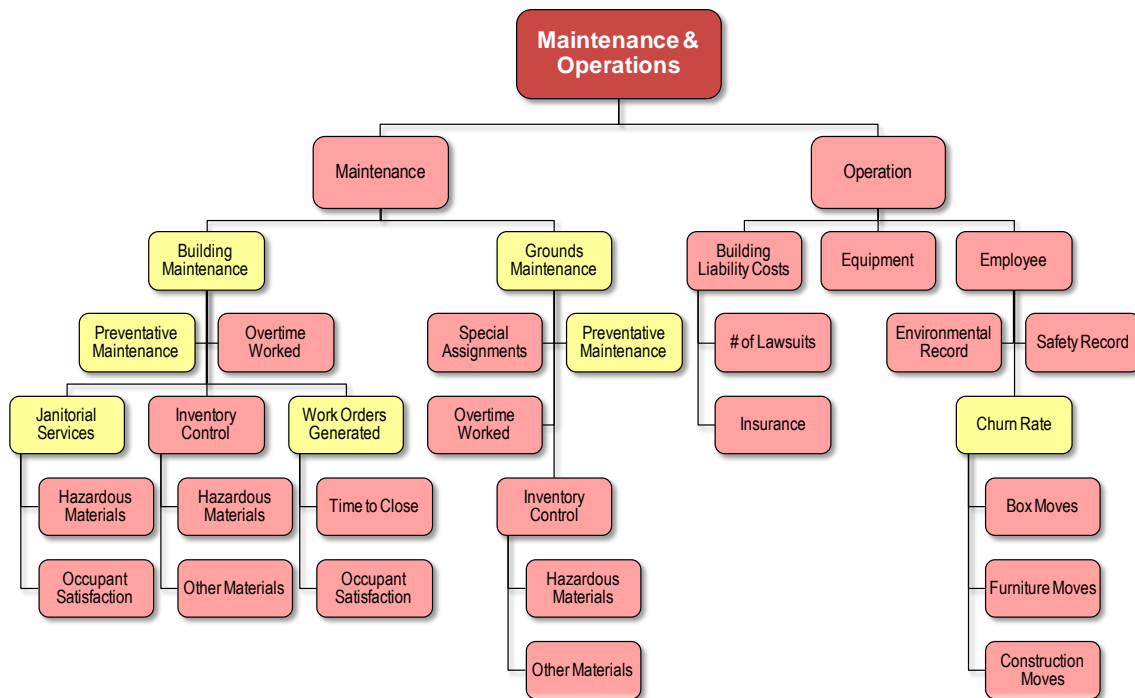 Maintenance &
Operations
Maintenance
Operation
Building
Maintenance
Grounds
Maintenance
Building
Liability Costs
Equipment
Employee
Preventative
Maintenance
Overtime
Worked
Special
Assignments
Preventative
Maintenance
# of Lawsuits
Environmental
Record
Safety Record
Janitorial
Services
Inventory
Control
Work Orders
Generated
Overtime
Worked
Insurance
Churn Rate
Hazardous
Materials
Hazardous
Materials
Time to Close
Inventory
Control
Box Moves
Occupant
Satisfaction
Other Materials
Occupant
Satisfaction
Hazardous
Materials
Furniture Moves
Other Materials
Construction
Moves